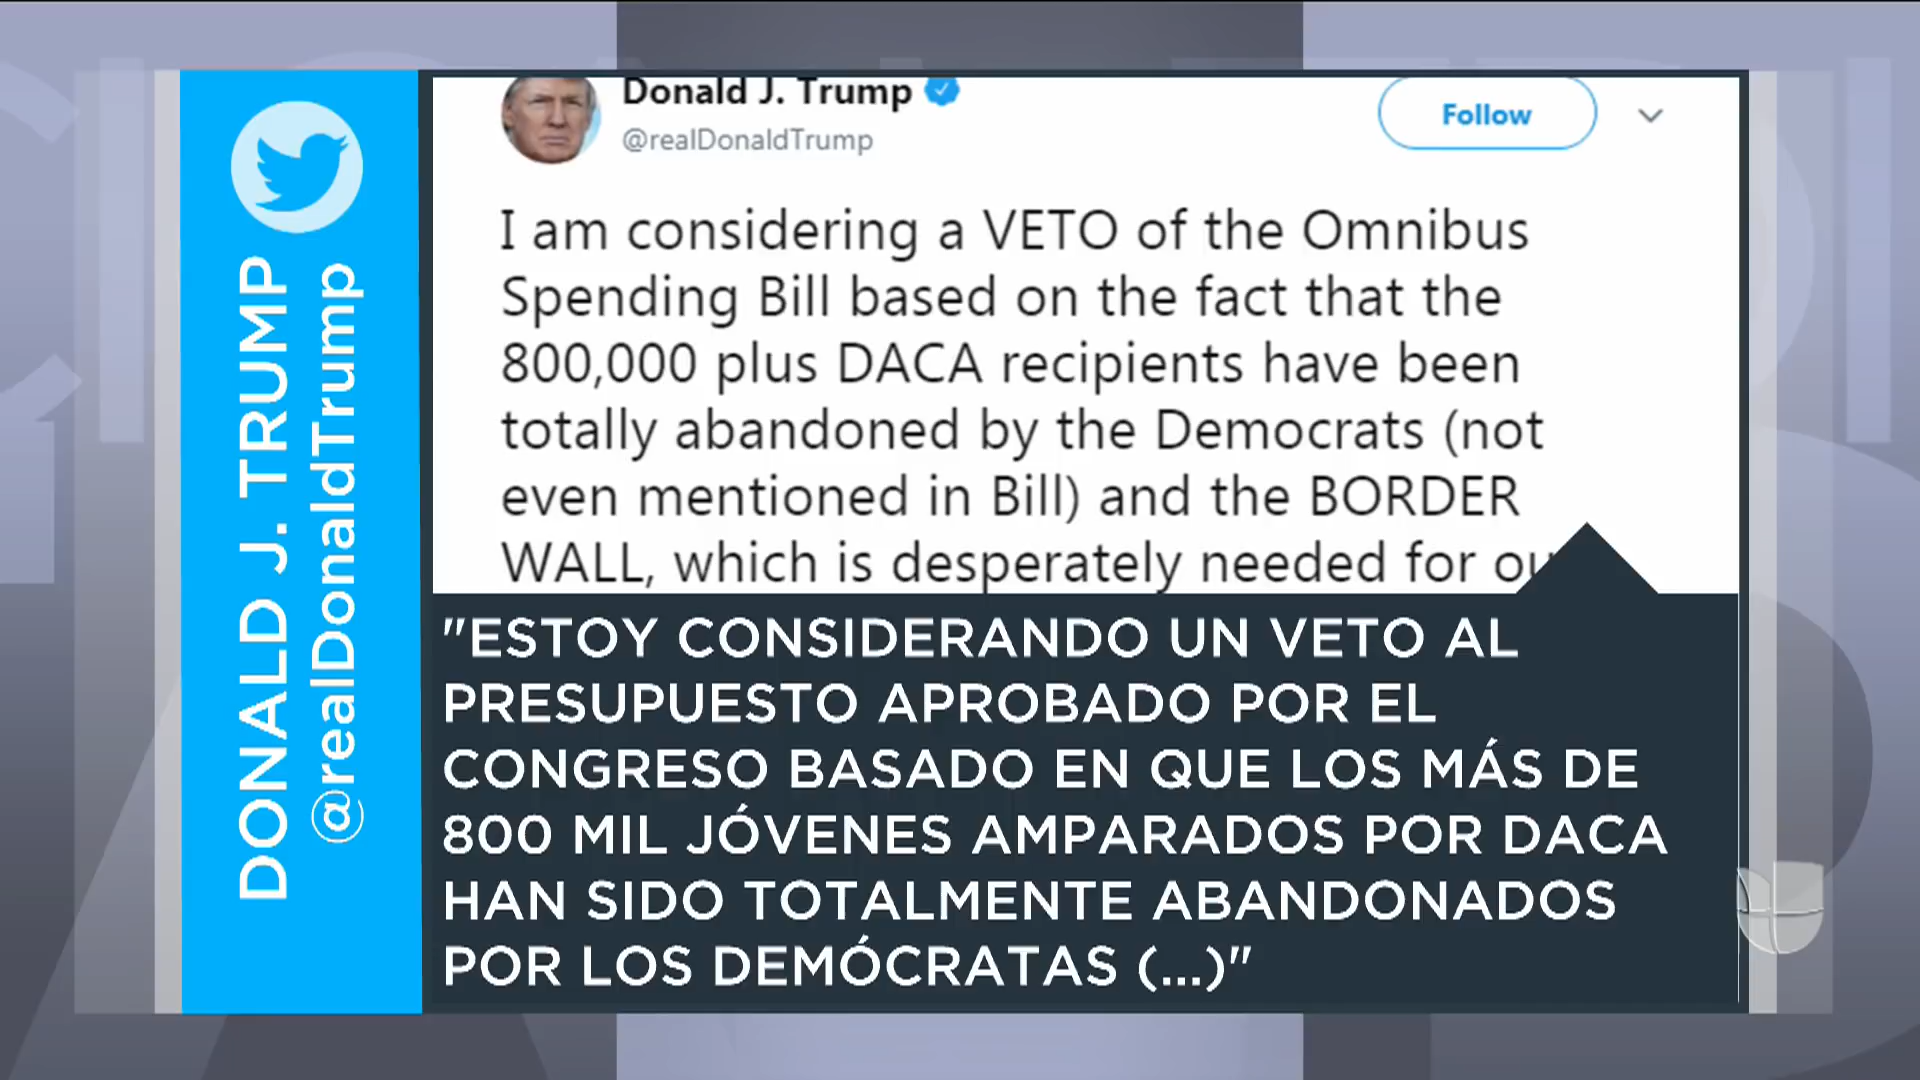 DONALD J. TRUMP
@realDonaldTrump
Donald J. Trump
@realDonaldTrump
Follow
I am considering a VETO of the Omnibus
Spending Bill based on the fact that the
800,000 plus DACA recipients have been
totally abandoned by the Democrats (not
even mentioned in Bill) and the BORDER
WALL, which is desperately needed for
"ESTOY CONSIDERANDO UN VETO AL
PRESUPUESTO APROBADO POR EL
CONGRESO BASADO EN QUE LOS MÁS DE
800 MIL JÓVENES AMPARADOS POR DACA
HAN SIDO TOTALMENTE ABANDONADOS
POR LOS DEMÓCRATAS (...)"